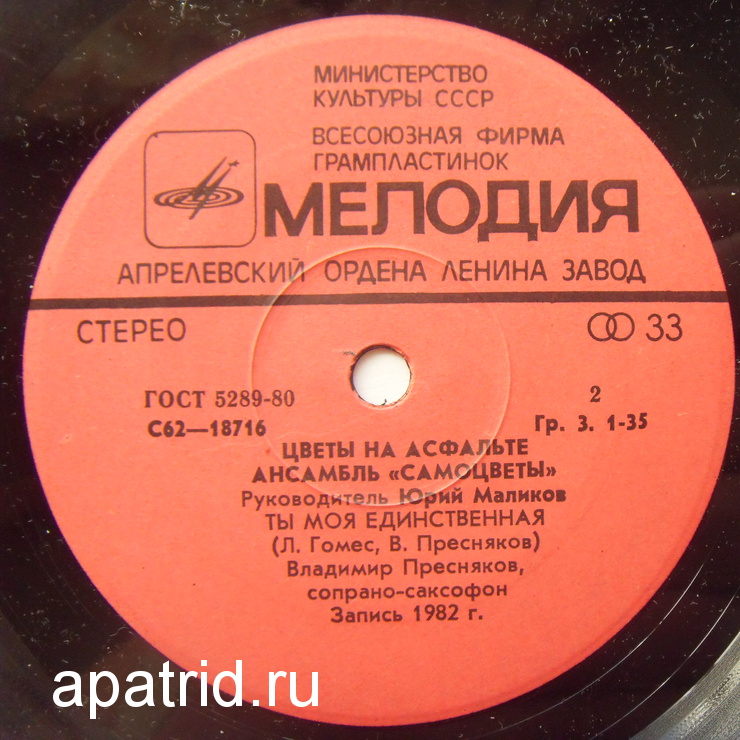 МИНИСТЕРСТВО
КУЛЬТУРЫ СССР
ВСЕСОЮЗНАЯ ФИРМА
ГРАМПЛАСТИНОК
МЕЛОДИЯ
АПРЕЛЕВСКИЙ ОРДЕНА ЛЕНИНА ЗАВОД
СТЕРЕО 33
ГОСТ 5289-80 2
С62—18716 Гр. 3. 1-35
ЦВЕТЫ НА АСФАЛЬТЕ
АНСАМБЛЬ «САМОЦВЕТЫ»
Руководитель Юрий Маликов
ТЫ МОЯ ЕДИНСТВЕННАЯ
(Л. Гомес, В. Пресняков)
Владимир Пресняков,
сопрано-саксофон
Запись 1982 г.
apatrid.ru